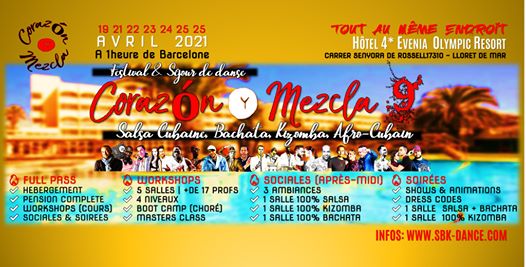 Corazón
Mezcla
19 21 22 23 24 25 25
AVRIL 2021
A 1heure de Barcelone
TOUT AU MÊME ENDROIT
HÔTEL 4* EVENIA OLYMPIC RESORT
CARRER SENYORA DE ROSSELL17310 - LLORET DE MAR
Festival & Séjour de danse
Corazón y Mezcla 9
Salsa Cubaine, Bachata, Kizomba, Afro-Cubain
FULL PASS
HEBERGEMENT
PENSION COMPLETE
WORKSHOPS (COURS)
SOCIALES & SOIREES
WORKSHOPS
5 SALLES | +DE 17 PROFS
4 NIVEAUX
BOOT CAMP (CHORÉ)
MASTERS CLASS
SOCIALES (APRÈS-MIDI)
3 AMBIANCES
1 SALLE 100% SALSA
1 SALLE 100% KIZOMBA
1 SALLE 100% BACHATA
SOIRÉES
SHOWS & ANIMATIONS
DRESS CODES
1 SALLE SALSA + BACHATA
1 SALLE 100% KIZOMBA
INFOS: WWW.SBK-DANCE.COM